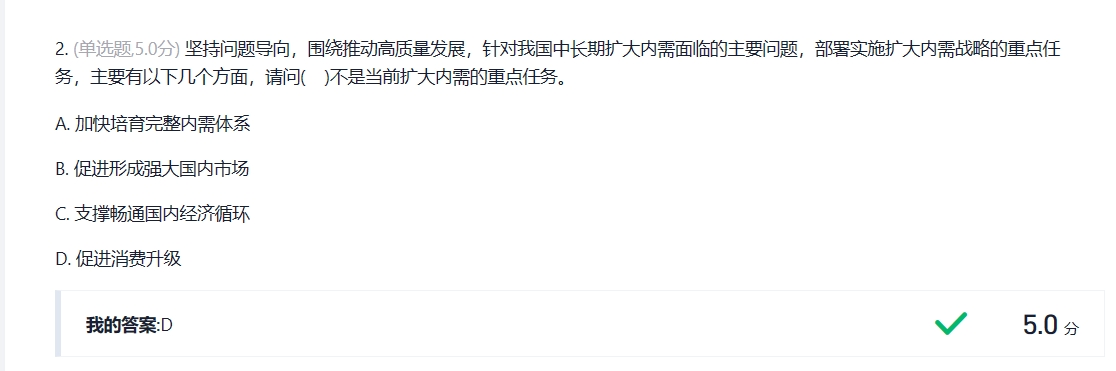 2. (单选题,5.0分) 坚持问题导向，围绕推动高质量发展，针对我国中长期扩大内需面临的主要问题，部署实施扩大内需战略的重点任
务，主要有以下几个方面，请问( )不是当前扩大内需的重点任务。
A. 加快培育完整内需体系
B. 促进形成强大国内市场
C. 支撑畅通国内经济循环
D. 促进消费升级
我的答案:D 5.0 分